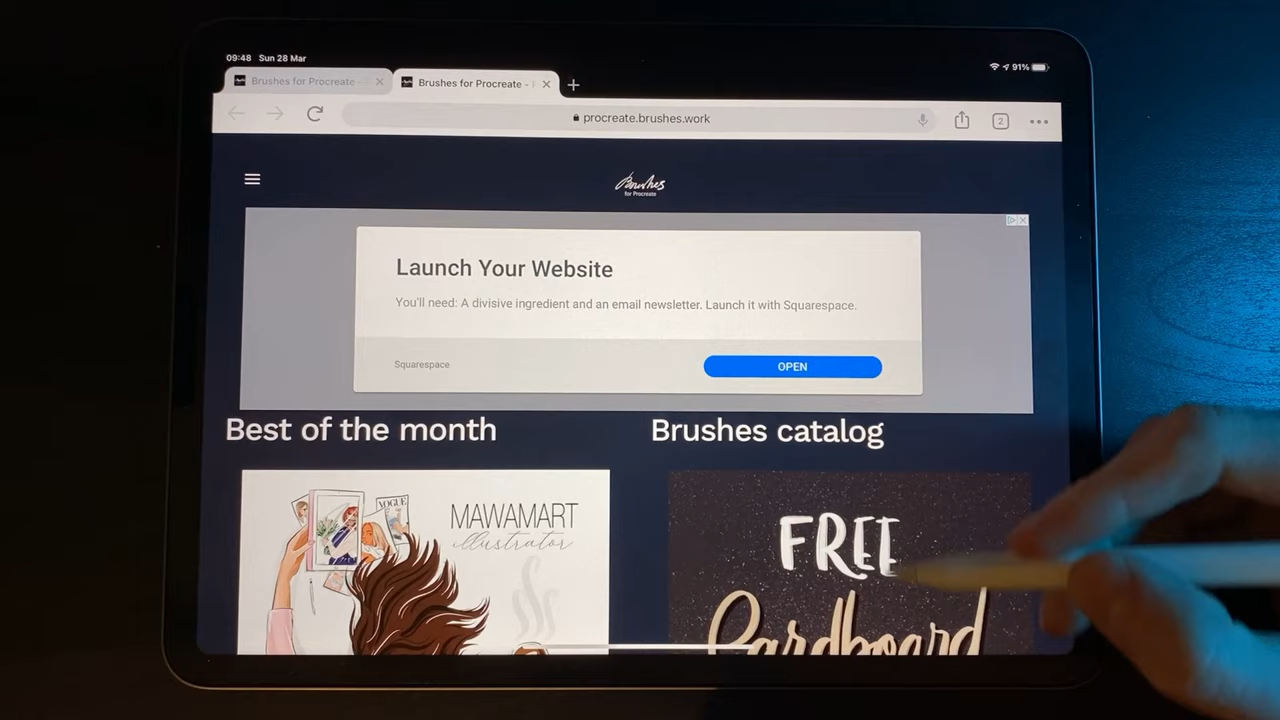 09:48 Sun 28 Mar
91%
Brushes for Procreate -
Brushes for Procreate -
procreate.brushes.work
2
Brushes
for Procreate
Launch Your Website
You'll need: A divisive ingredient and an email newsletter. Launch it with Squarespace.
Squarespace
OPEN
Best of the month
Brushes catalog
VOGUE
MAWAMART
illustrator
FREE
Cardboard